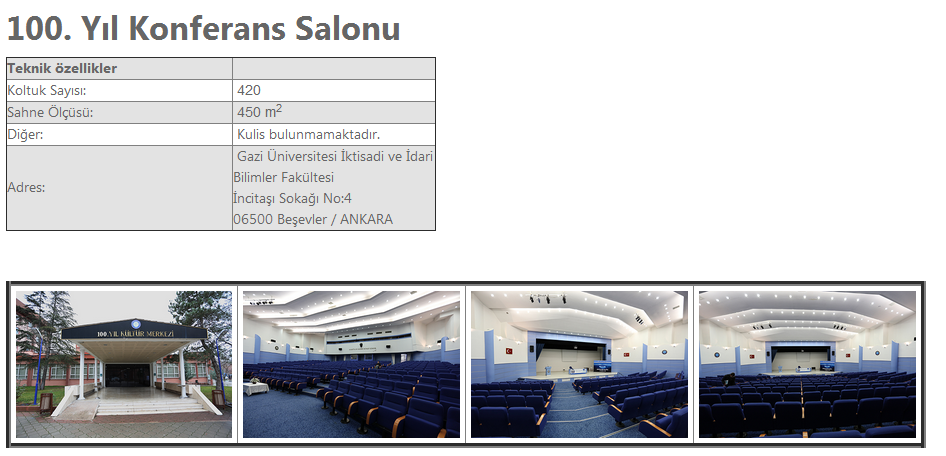 100. Yıl Konferans Salonu
Teknik özellikler
Koltuk Sayısı: 420
Sahne Ölçüsü: 450 m²
Diğer: Kulis bulunmamaktadır.
Adres: Gazi Üniversitesi İktisadi ve İdari
Bilimler Fakültesi
İncitaşı Sokağı No:4
06500 Beşevler / ANKARA
100. YIL KÜLTÜR MERKEZİ